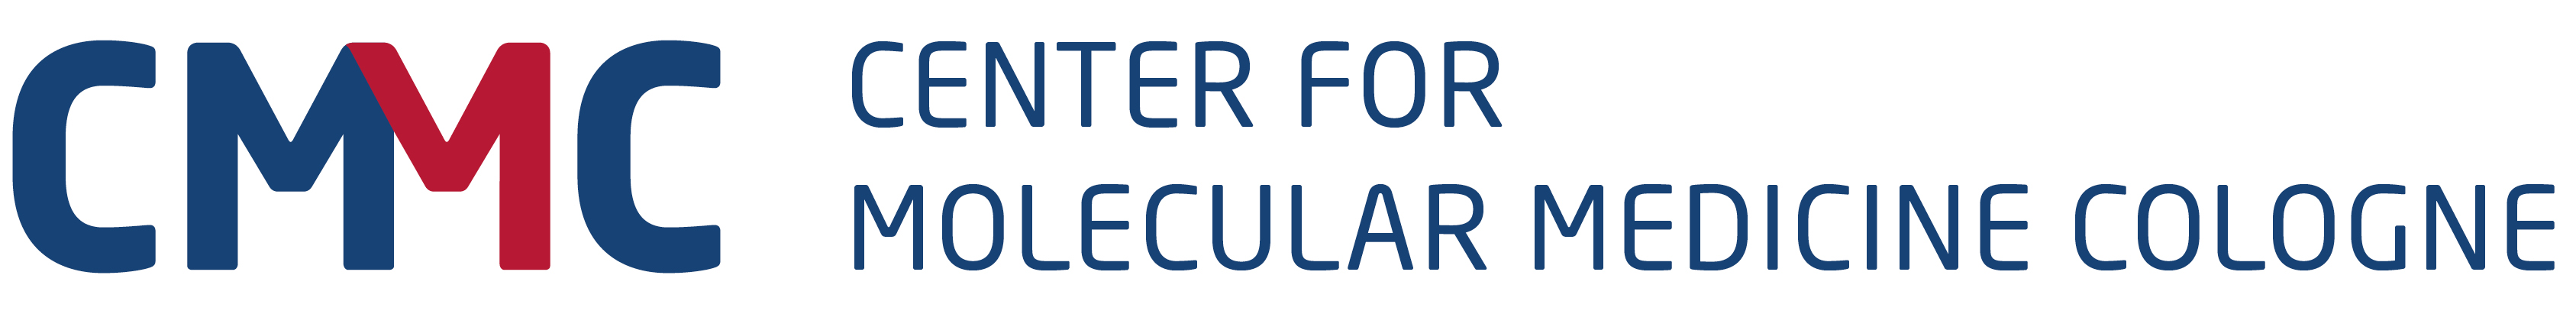 CMMC
CENTER FOR
MOLECULAR MEDICINE COLOGNE